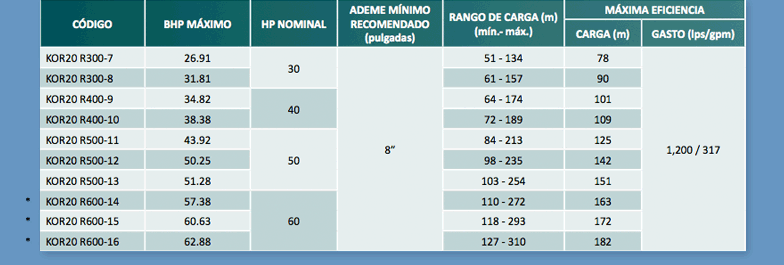 CÓDIGO BHP MÁXIMO HP NOMINAL ADEME MÍNIMO RECOMENDADO (pulgadas) RANGO DE CARGA (m) (mín.- máx.) MÁXIMA EFICIENCIA
CARGA (m) GASTO (lps/gpm)
KOR20 R300-7 26.91 30 8" 51 - 134 78 1,200 / 317
KOR20 R300-8 31.81 61 - 157 90
KOR20 R400-9 34.82 40 64 - 174 101
KOR20 R400-10 38.38 72 - 189 109
KOR20 R500-11 43.92 50 84 - 213 125
KOR20 R500-12 50.25 98 - 235 142
KOR20 R500-13 51.28 103 - 254 151
* KOR20 R600-14 57.38 60 110 - 272 163
* KOR20 R600-15 60.63 118 - 293 172
* KOR20 R600-16 62.88 127 - 310 182